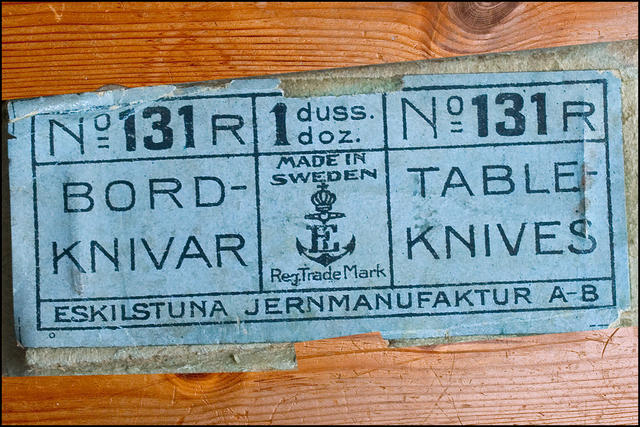 Nº 131 R
BORD-
KNIVAR
1 duss.
doz.
MADE IN
SWEDEN
E
Reg. Trade Mark
Nº 131 R
TABLE-
KNIVES
ESKILSTUNA JERNMANUFAKTUR A-B